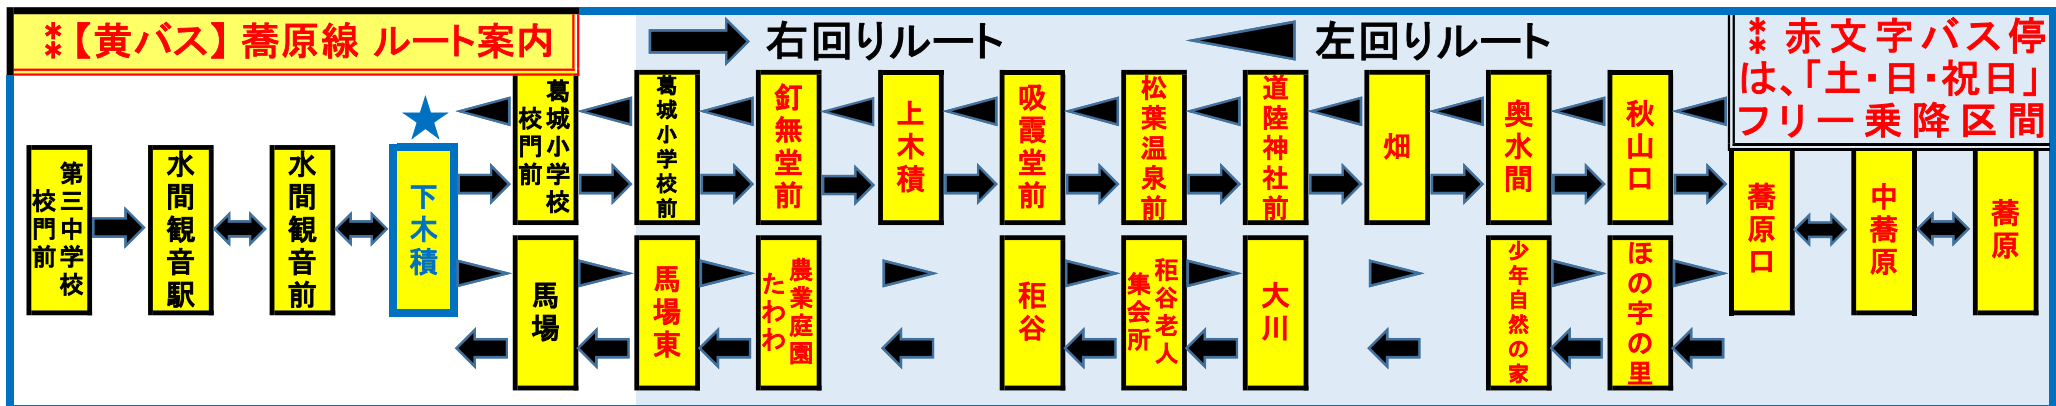 **【黄バス】蕎原線 ルート案内
右回りルート
左回りルート
**赤文字バス停
は、「土・日・祝日」
フリー乗降区間
第三中学校
校門前
水間観音駅
水間観音前
★
下木積
葛城小学校
校門前
葛城小学校前
釘無堂前
上木積
吸霞堂前
松葉温泉前
道陸神社前
畑
奥水間
秋山口
馬場
馬場東
農業庭園
たわわ
秬谷
秬谷老人
集会所
大川
少年自然の家
ほの字の里
蕎原口
中蕎原
蕎原